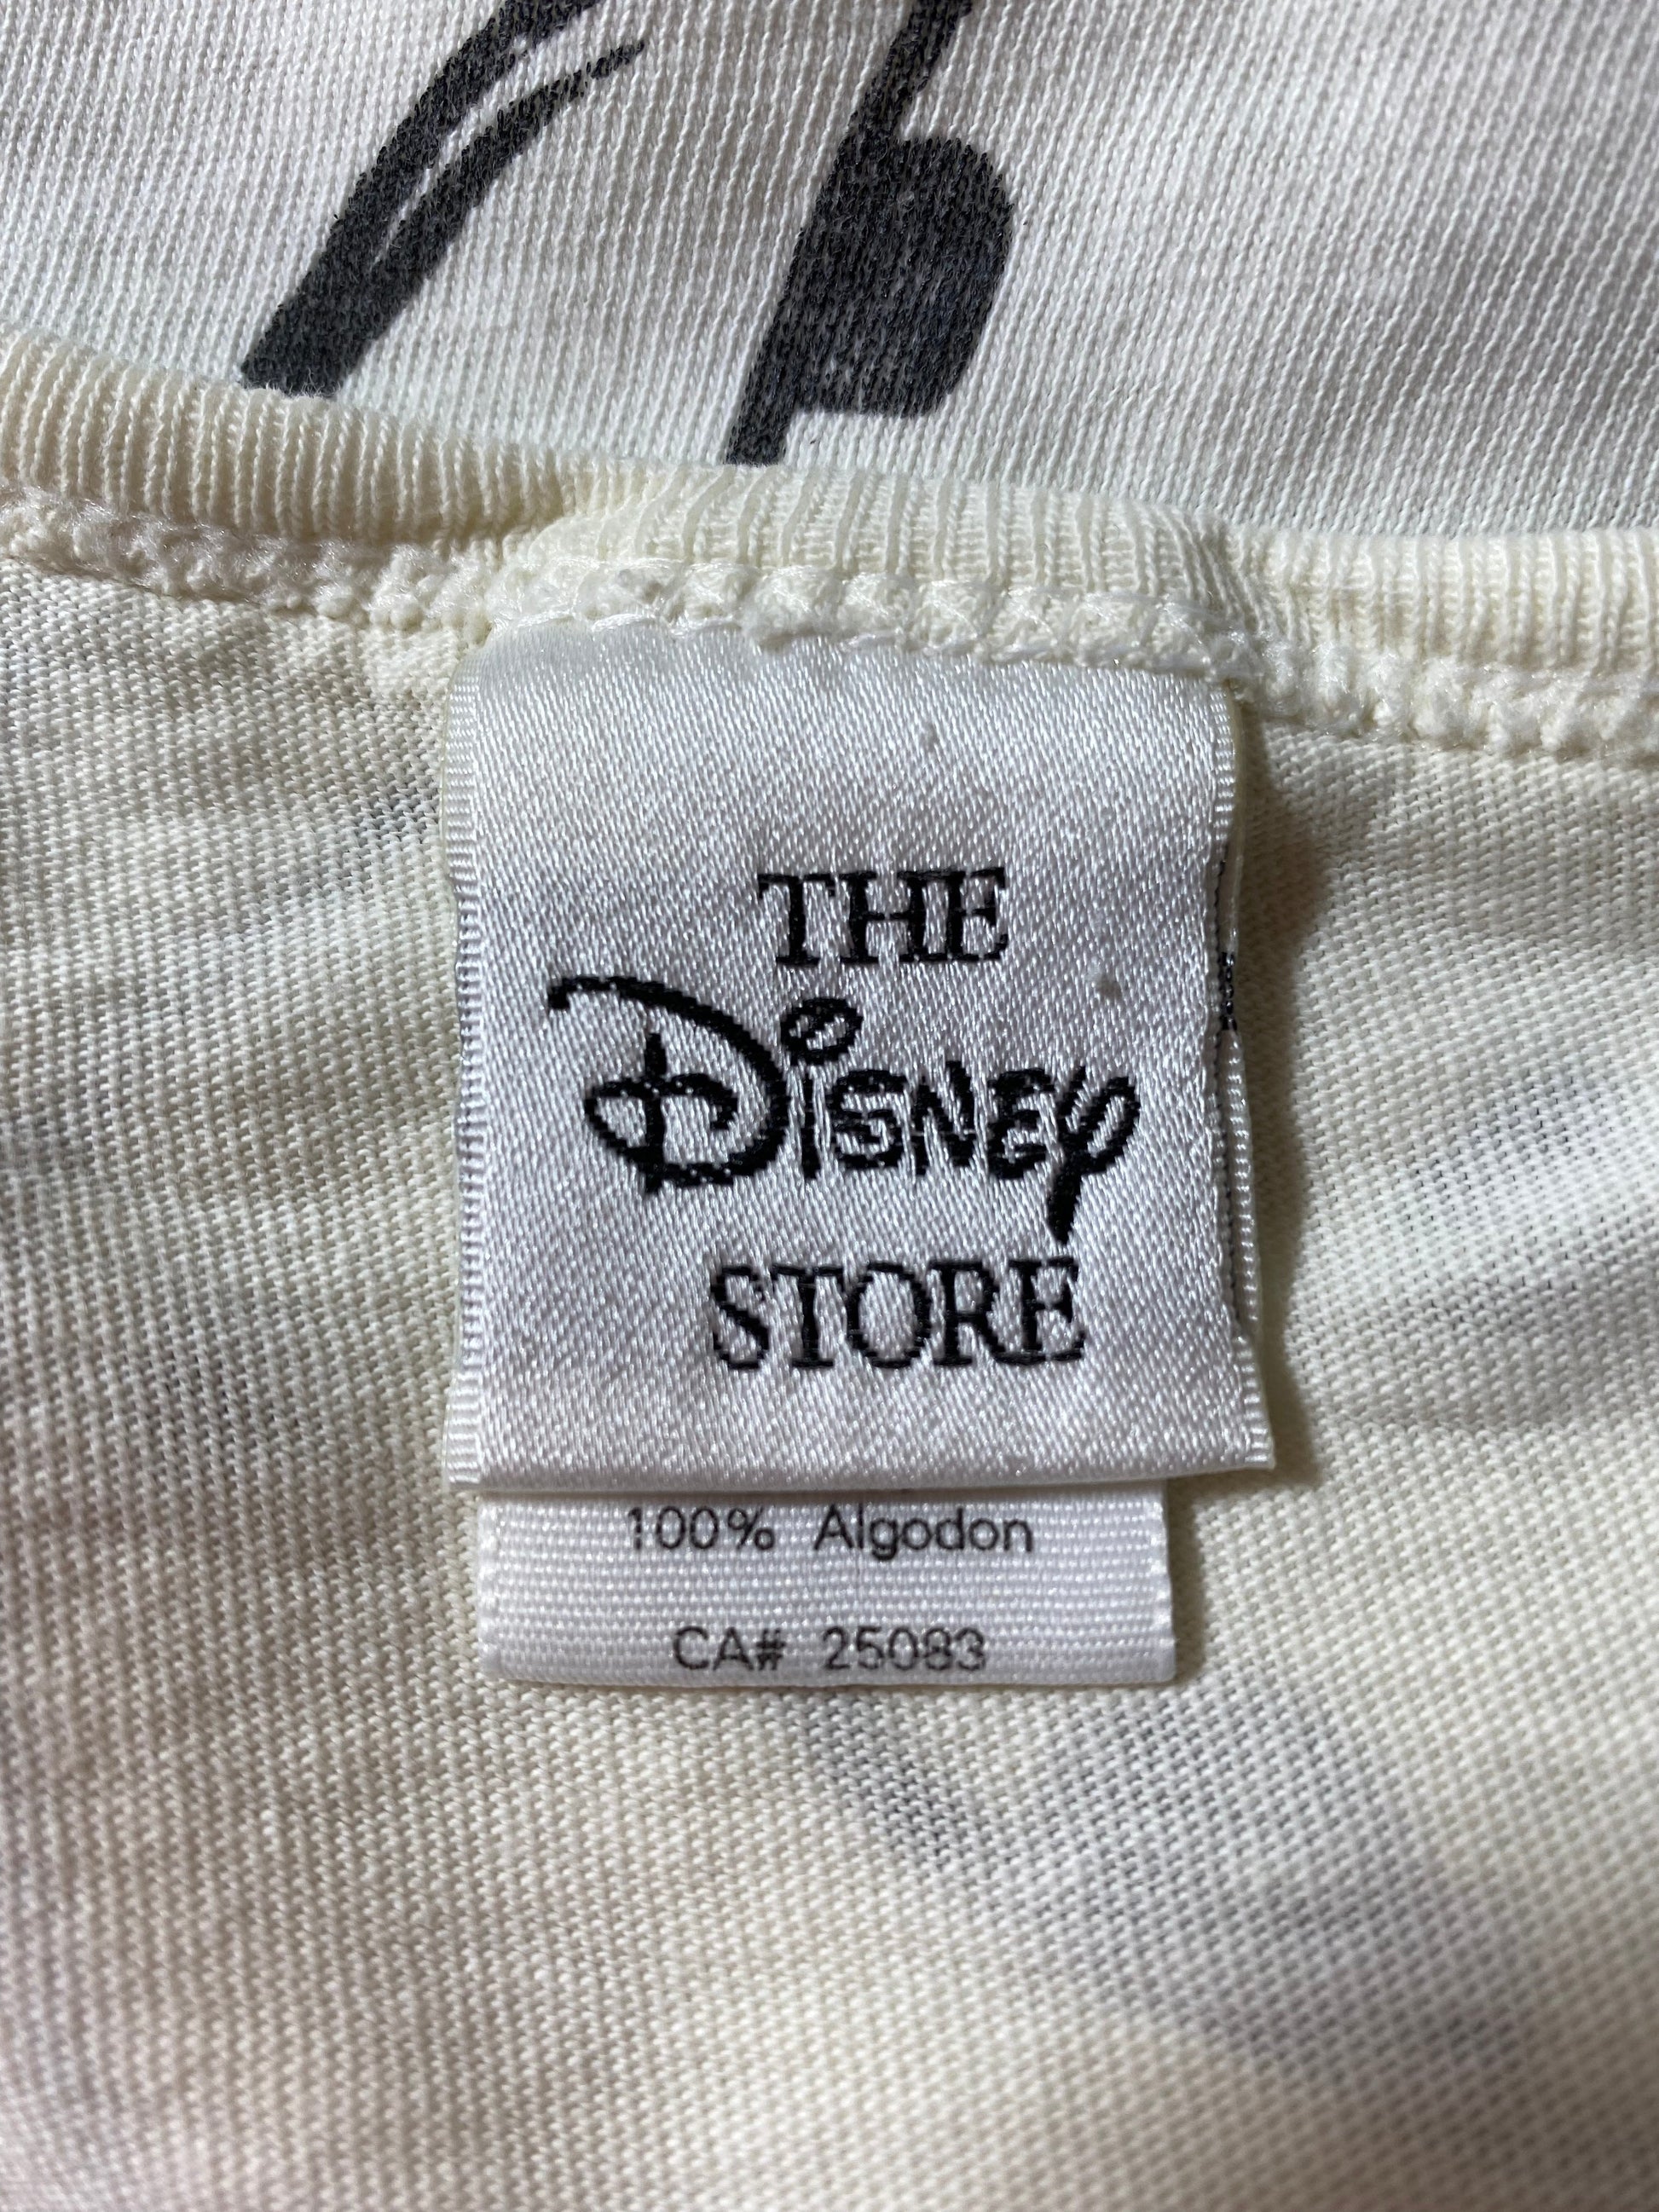 THE
Disney
STORE
100% Algodon
CA# 25083